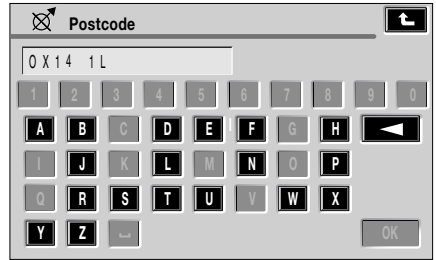 Postcode
OX14 1L
1 2 3 4 5 6 7 8 9 0
A B C D E F G H
I J K L M N O P
Q R S T U V W X
Y Z OK